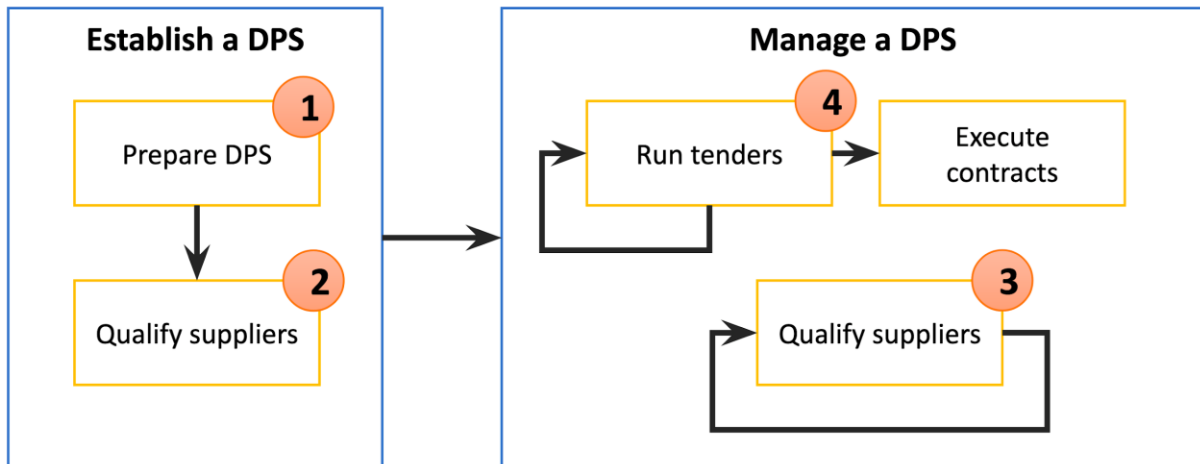 Establish a DPS
1
Prepare DPS
2
Qualify suppliers
Manage a DPS
4
Run tenders
Execute
contracts
3
Qualify suppliers